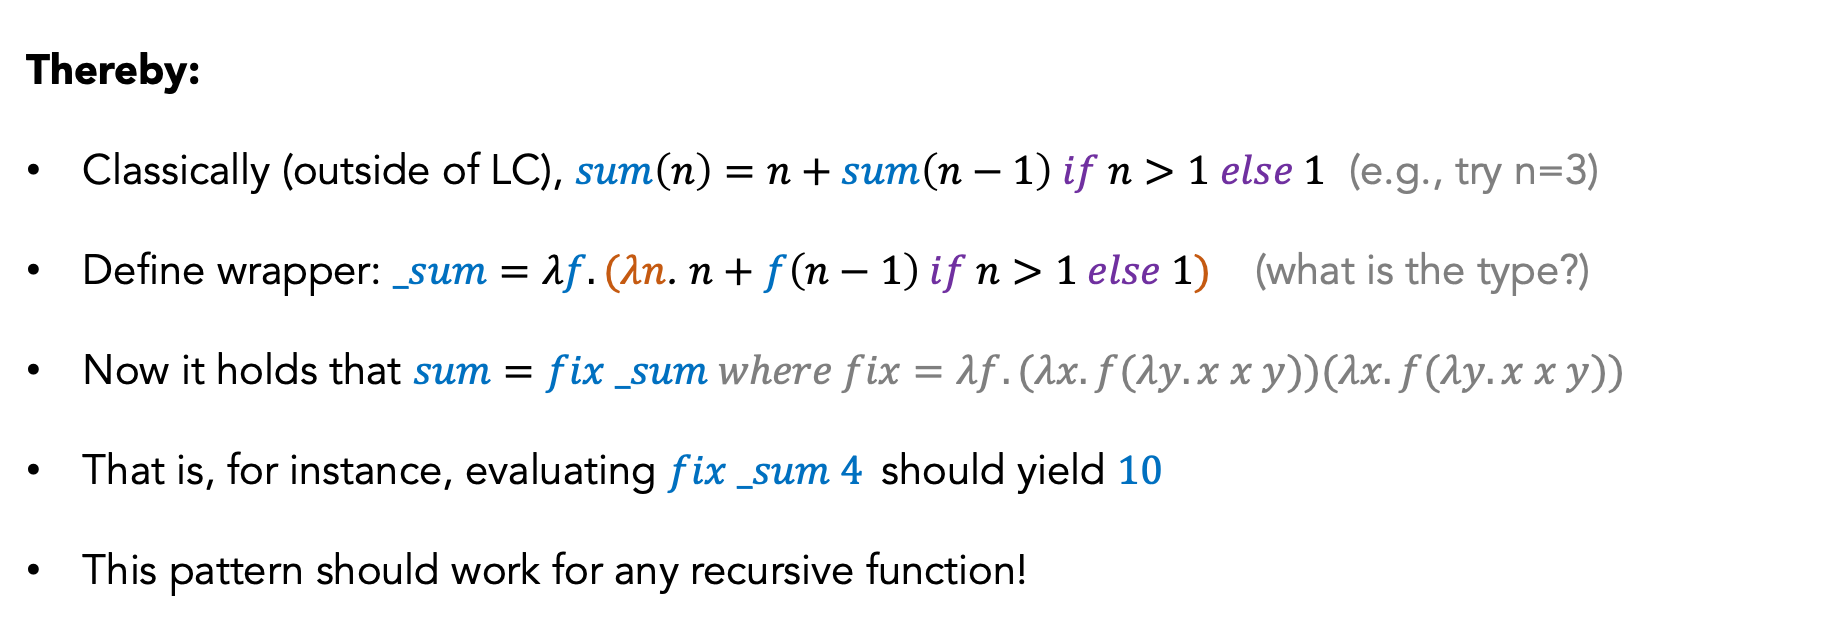 Thereby:
• Classically (outside of LC), sum(n) = n + sum(n − 1) if n > 1 else 1 (e.g., try n=3)
• Define wrapper: _sum = λf. (λn. n + f(n − 1) if n > 1 else 1) (what is the type?)
• Now it holds that sum = fix _sum where fix = λf. (λx. f(λy. x x y))(λx. f(λy. x x y))
• That is, for instance, evaluating fix _sum 4 should yield 10
• This pattern should work for any recursive function!